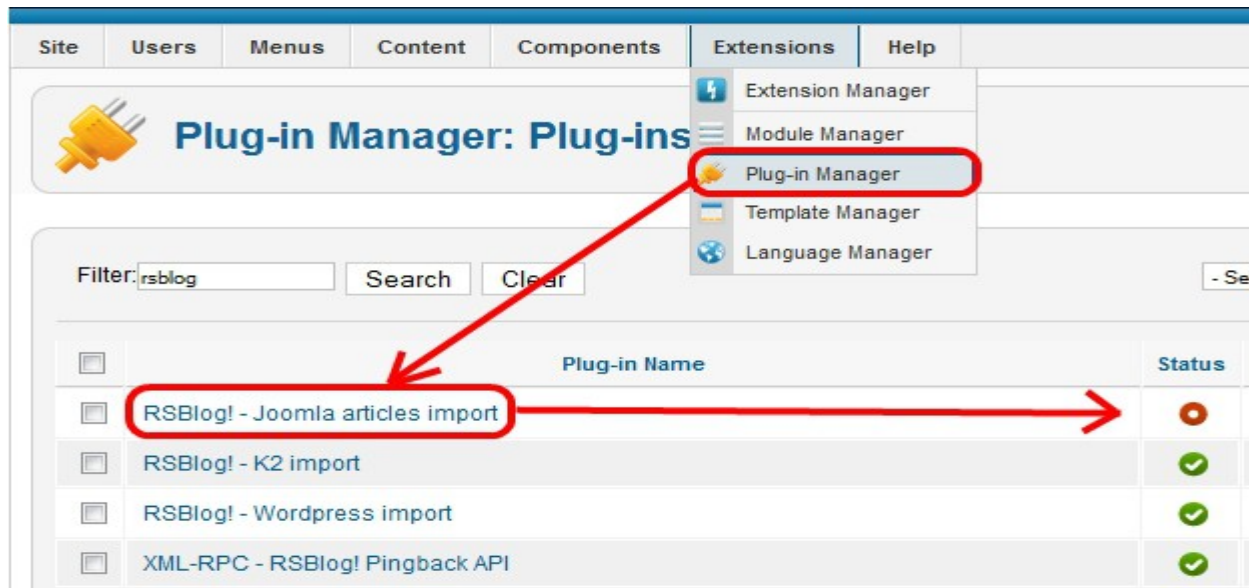 Site Users Menus Content Components Extensions Help
Extension Manager
Plug-in Manager: Plug-ins
Module Manager
Plug-in Manager
Template Manager
Language Manager
Filter: rsblog Search Clear - Se
Plug-in Name Status
RSBlog! - Joomla articles import
RSBlog! - K2 import
RSBlog! - Wordpress import
XML-RPC - RSBlog! Pingback API